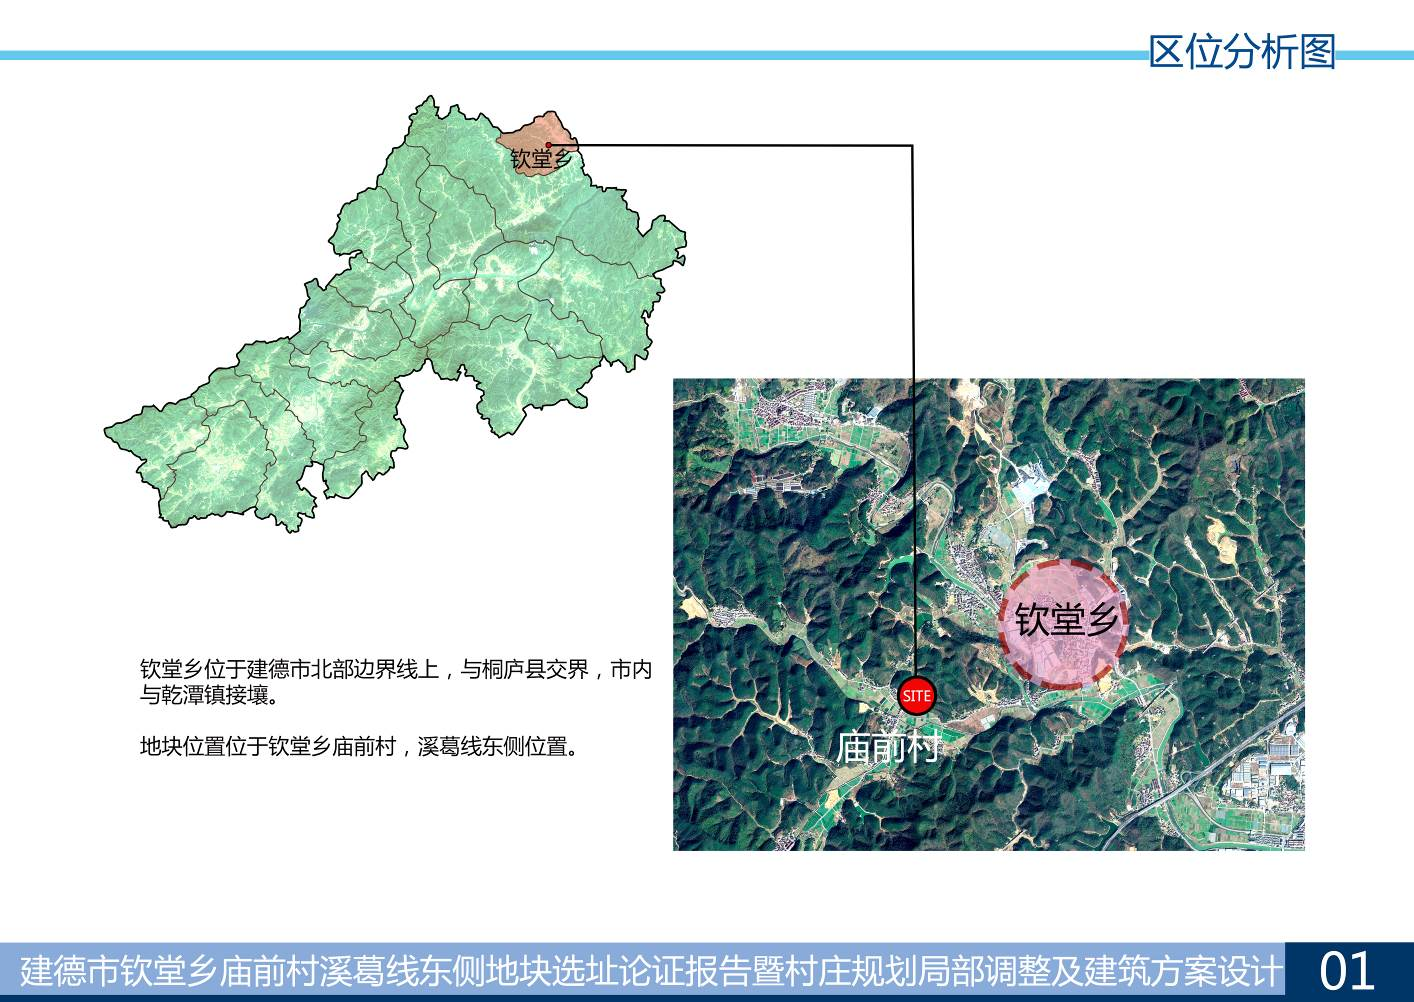 区位分析图
钦堂乡
钦堂乡位于建德市北部边界线上，与桐庐县交界，市内
与乾潭镇接壤。
地块位置位于钦堂乡庙前村，溪葛线东侧位置。
钦堂乡
SITE
庙前村
建德市钦堂乡庙前村溪葛线东侧地块选址论证报告暨村庄规划局部调整及建筑方案设计
01